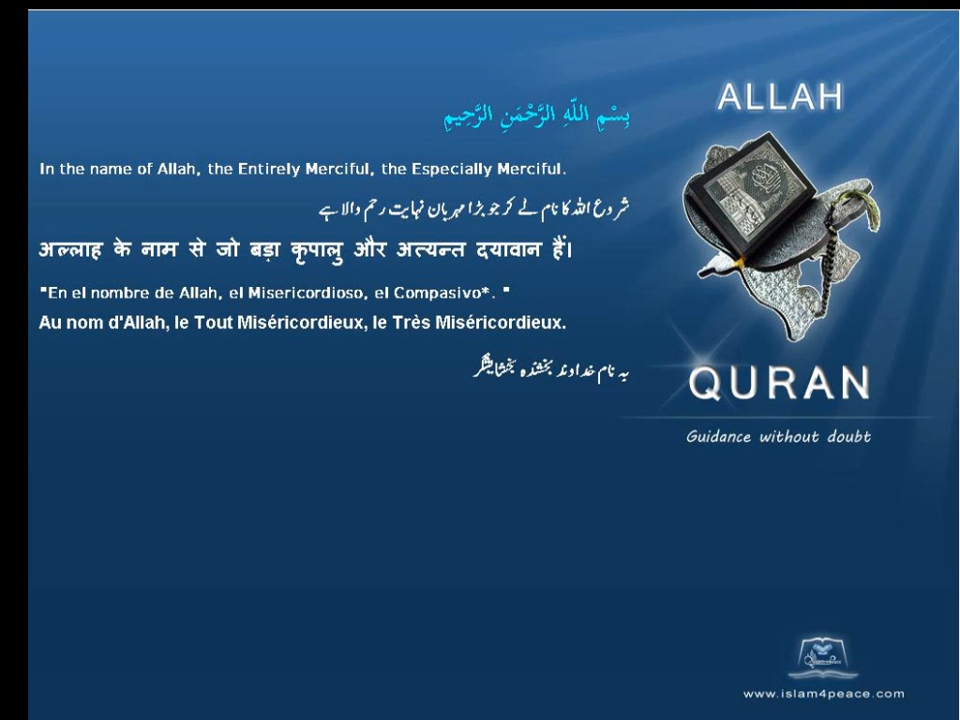 بِسْمِ اللَّهِ الرَّحْمَنِ الرَّحِيمِ
In the name of Allah, the Entirely Merciful, the Especially Merciful.
شروع الله کا نام لے کر جو بڑا مہربان نہایت رحم والا ہے
अल्लाह के नाम से जो बड़ा कृपालु और अत्यन्त दयावान हैं।
"En el nombre de Allah, el Misericordioso, el Compasivo*. "
Au nom d'Allah, le Tout Miséricordieux, le Très Miséricordieux.
به نام خداوند بخشنده بخشایشگر
ALLAH
QURAN
Guidance without doubt
www.islam4peace.com